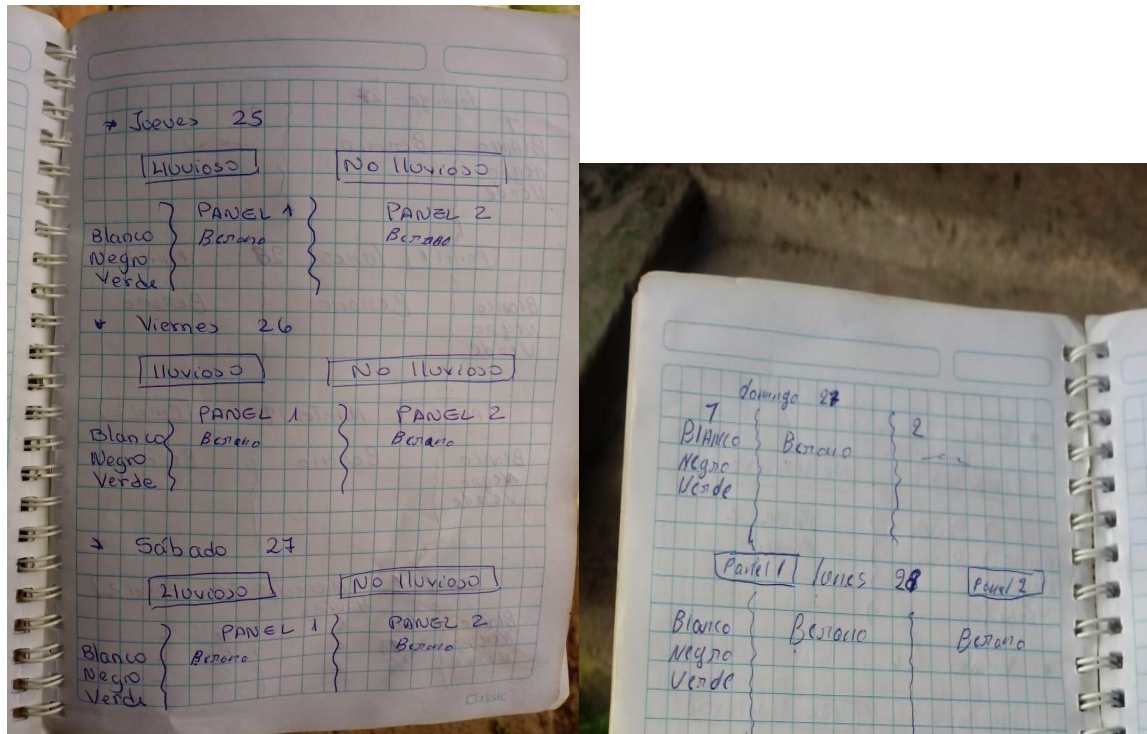 → Jueves 25
Lluvioso No lluvioso
PANEL 1 PANEL 2
Blanco Berano Berano
Negro
Verde
Viernes 26
lluvioso No lluvioso
PANEL 1 PANEL 2
Blanco Berano Berano
Negro
Verde
→ Sábado 27
Lluvioso No lluvioso
PANEL 1 PANEL 2
Blanco Berano Berano
Negro
Verde
Classic
domingo 27
1 2
Blanco Berano
Negro
Verde
Panel 1 lunes 28 Panel 2
Blanco Berano Berano
Negro
Verde